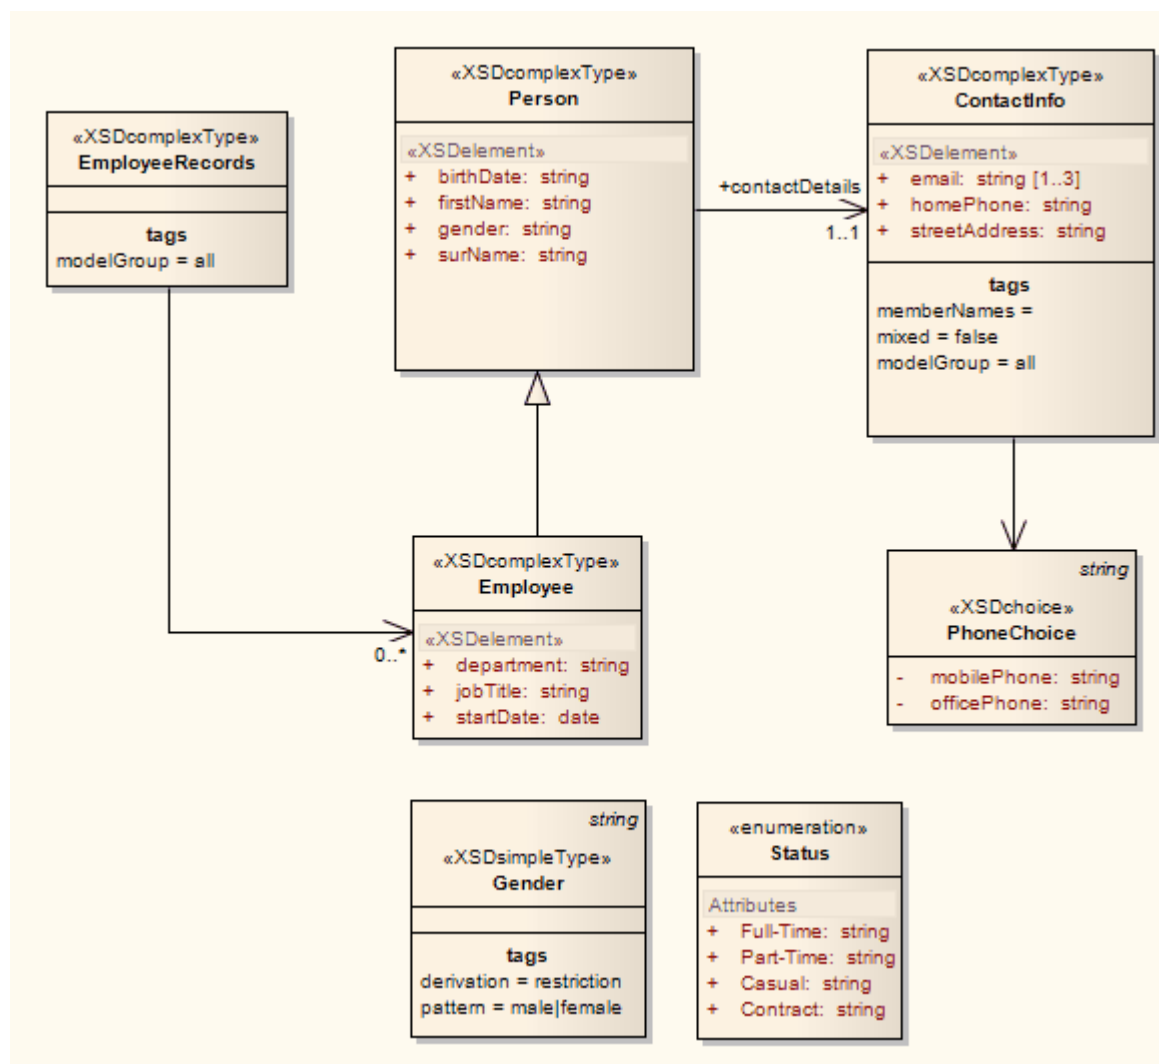 «XSDcomplexType»
EmployeeRecords
tags
modelGroup = all
«XSDcomplexType»
Person
«XSDelement»
+ birthDate: string
+ firstName: string
+ gender: string
+ surName: string
+contactDetails
1..1
«XSDcomplexType»
ContactInfo
«XSDelement»
+ email: string [1..3]
+ homePhone: string
+ streetAddress: string
tags
memberNames =
mixed = false
modelGroup = all
0..*
«XSDcomplexType»
Employee
«XSDelement»
+ department: string
+ jobTitle: string
+ startDate: date
string
«XSDchoice»
PhoneChoice
- mobilePhone: string
- officePhone: string
string
«XSDsimpleType»
Gender
tags
derivation = restriction
pattern = male|female
«enumeration»
Status
Attributes
+ Full-Time: string
+ Part-Time: string
+ Casual: string
+ Contract: string